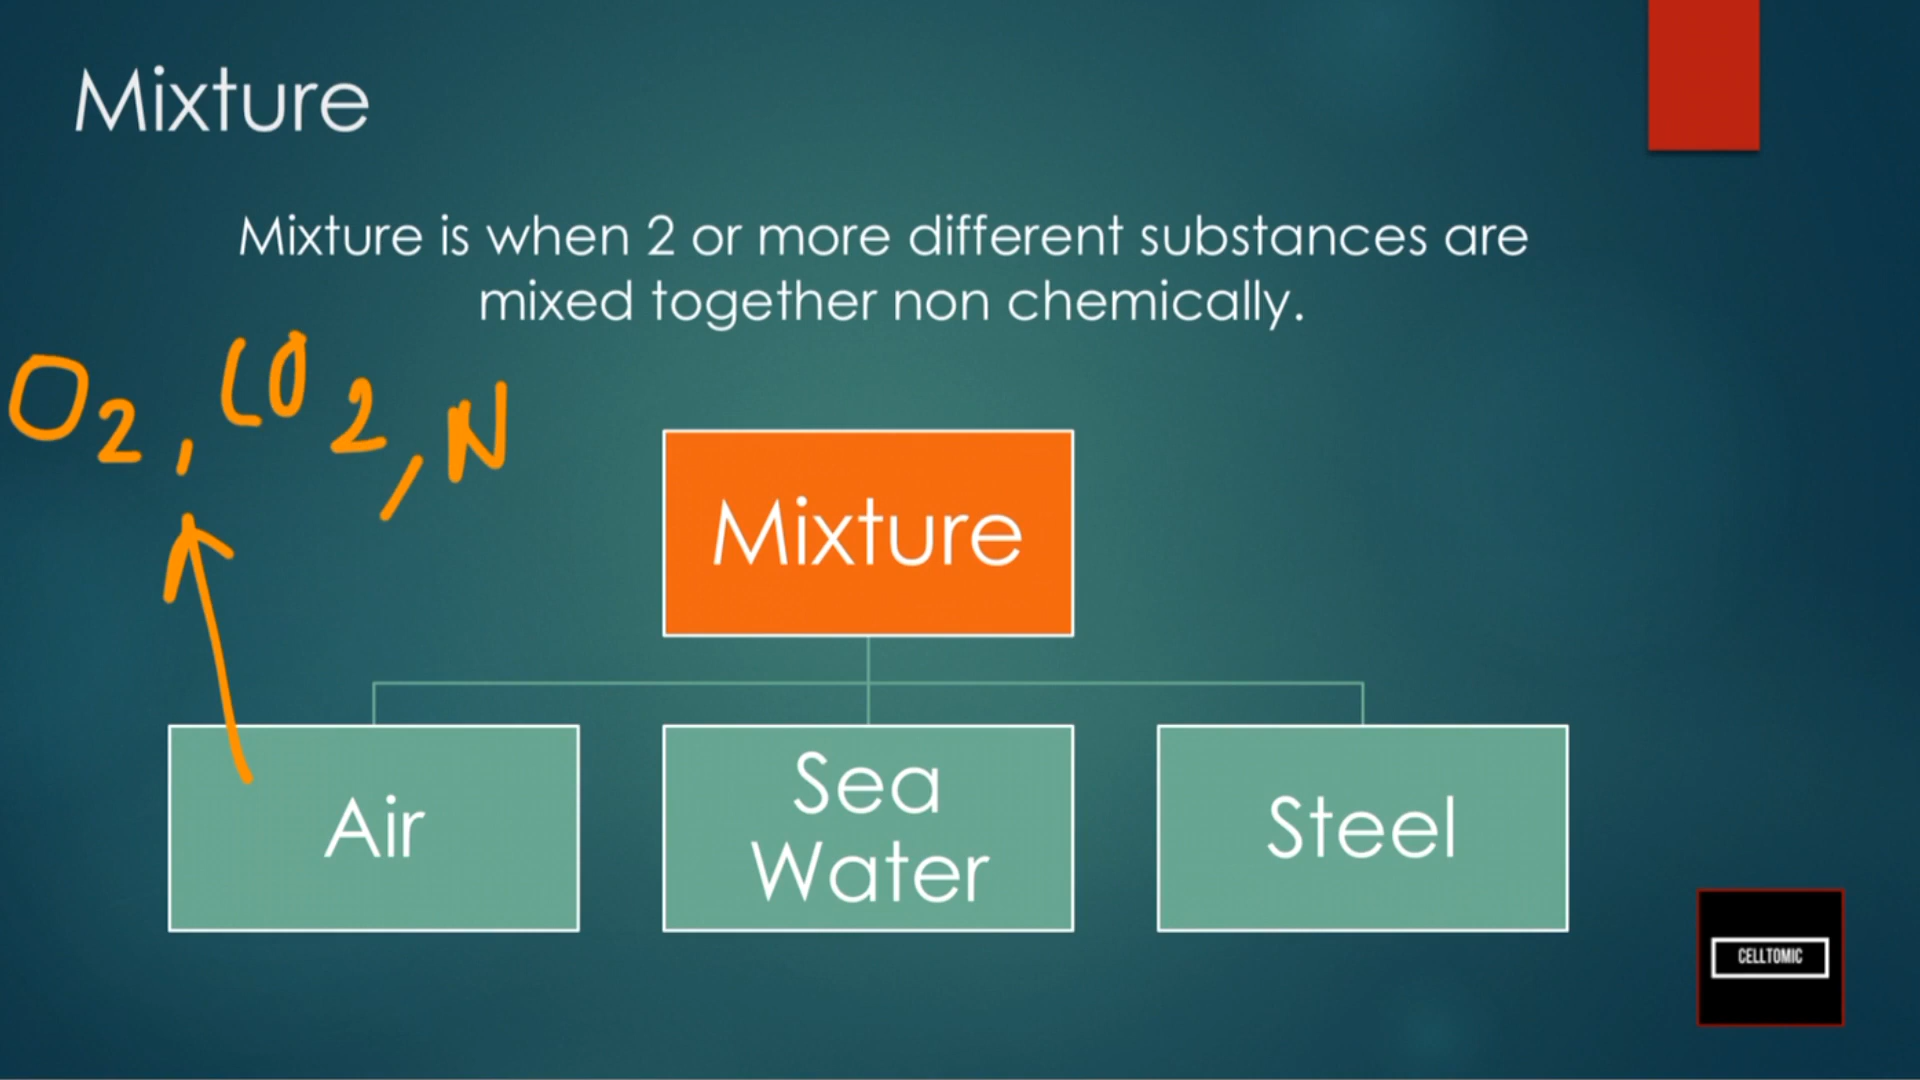 Mixture
Mixture is when 2 or more different substances are
mixed together non chemically.
O₂, CO₂, N
Mixture
Air
Sea
Water
Steel
CELLTOMIC